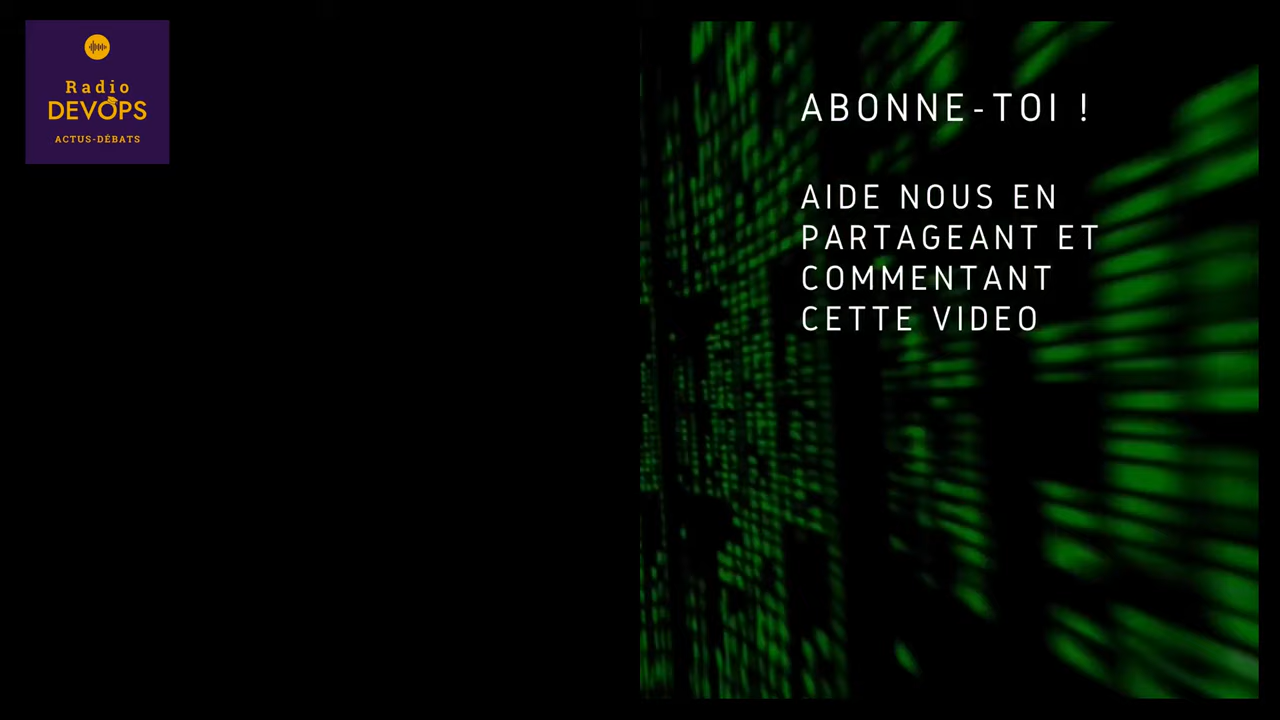 Radio
DEVOPS
ACTUS-DÉBATS
ABONNE-TOI !
AIDE NOUS EN
PARTAGEANT ET
COMMENTANT
CETTE VIDEO